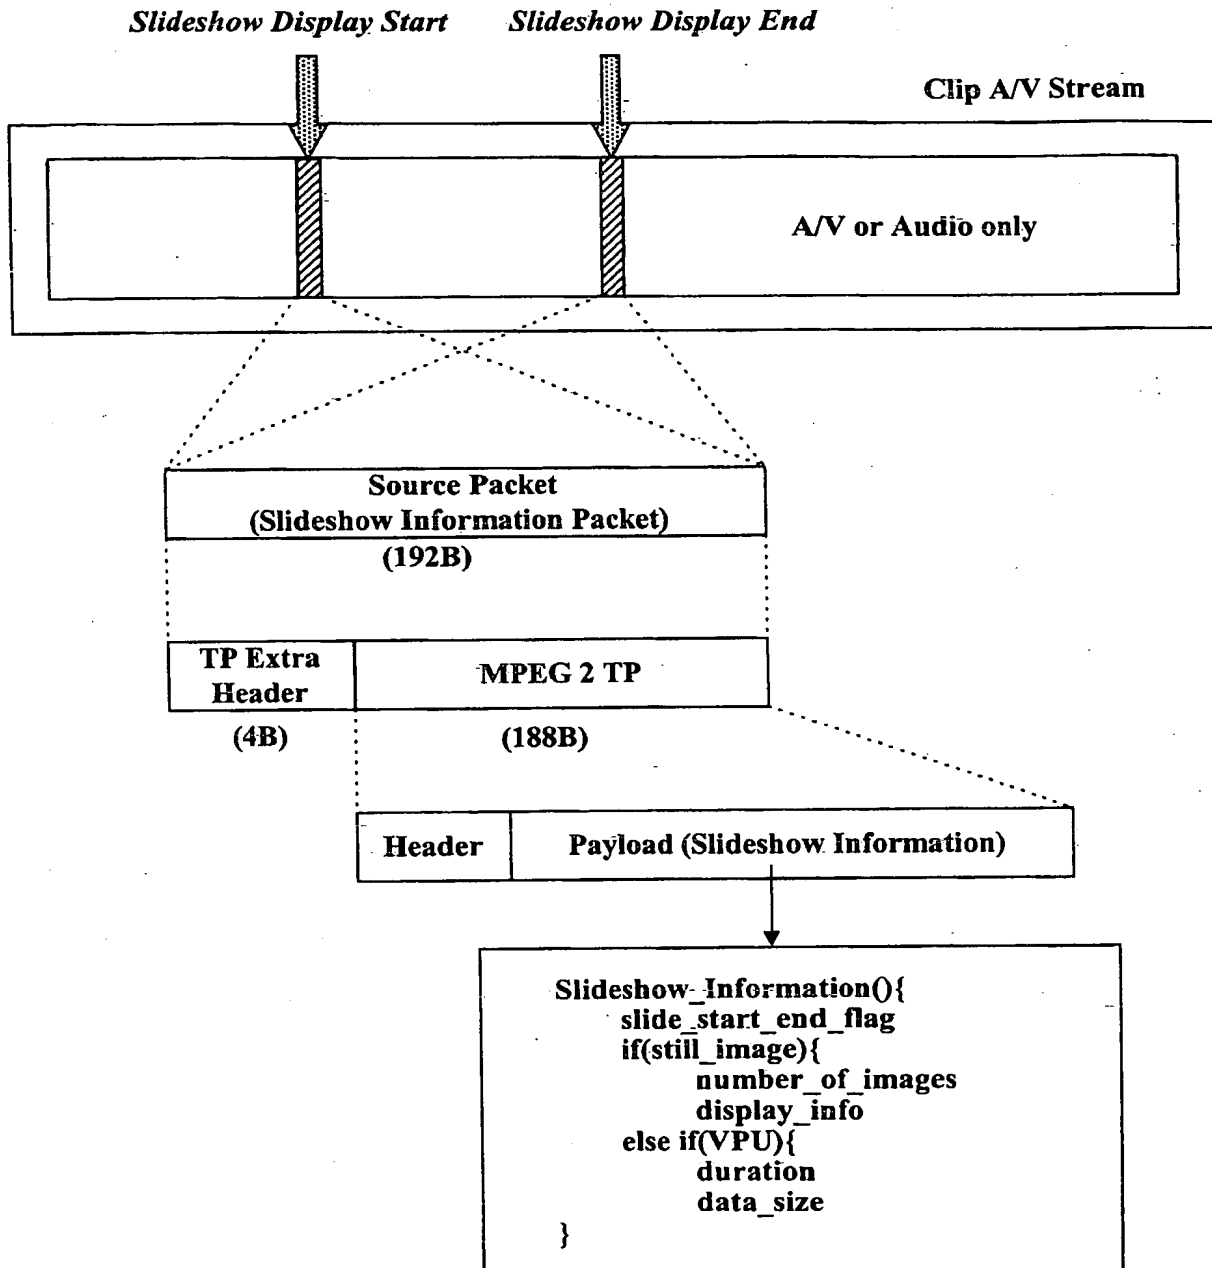 Slideshow Display Start
Slideshow Display End
Clip A/V Stream
A/V or Audio only
Source Packet
(Slideshow Information Packet)
(192B)
TP Extra
Header
MPEG 2 TP
(4B)
(188B)
Header
Payload (Slideshow Information)
Slideshow_Information(){
slide_start_end_flag
if(still_image){
number_of_images
display_info
else if(VPU){
duration
data_size
}